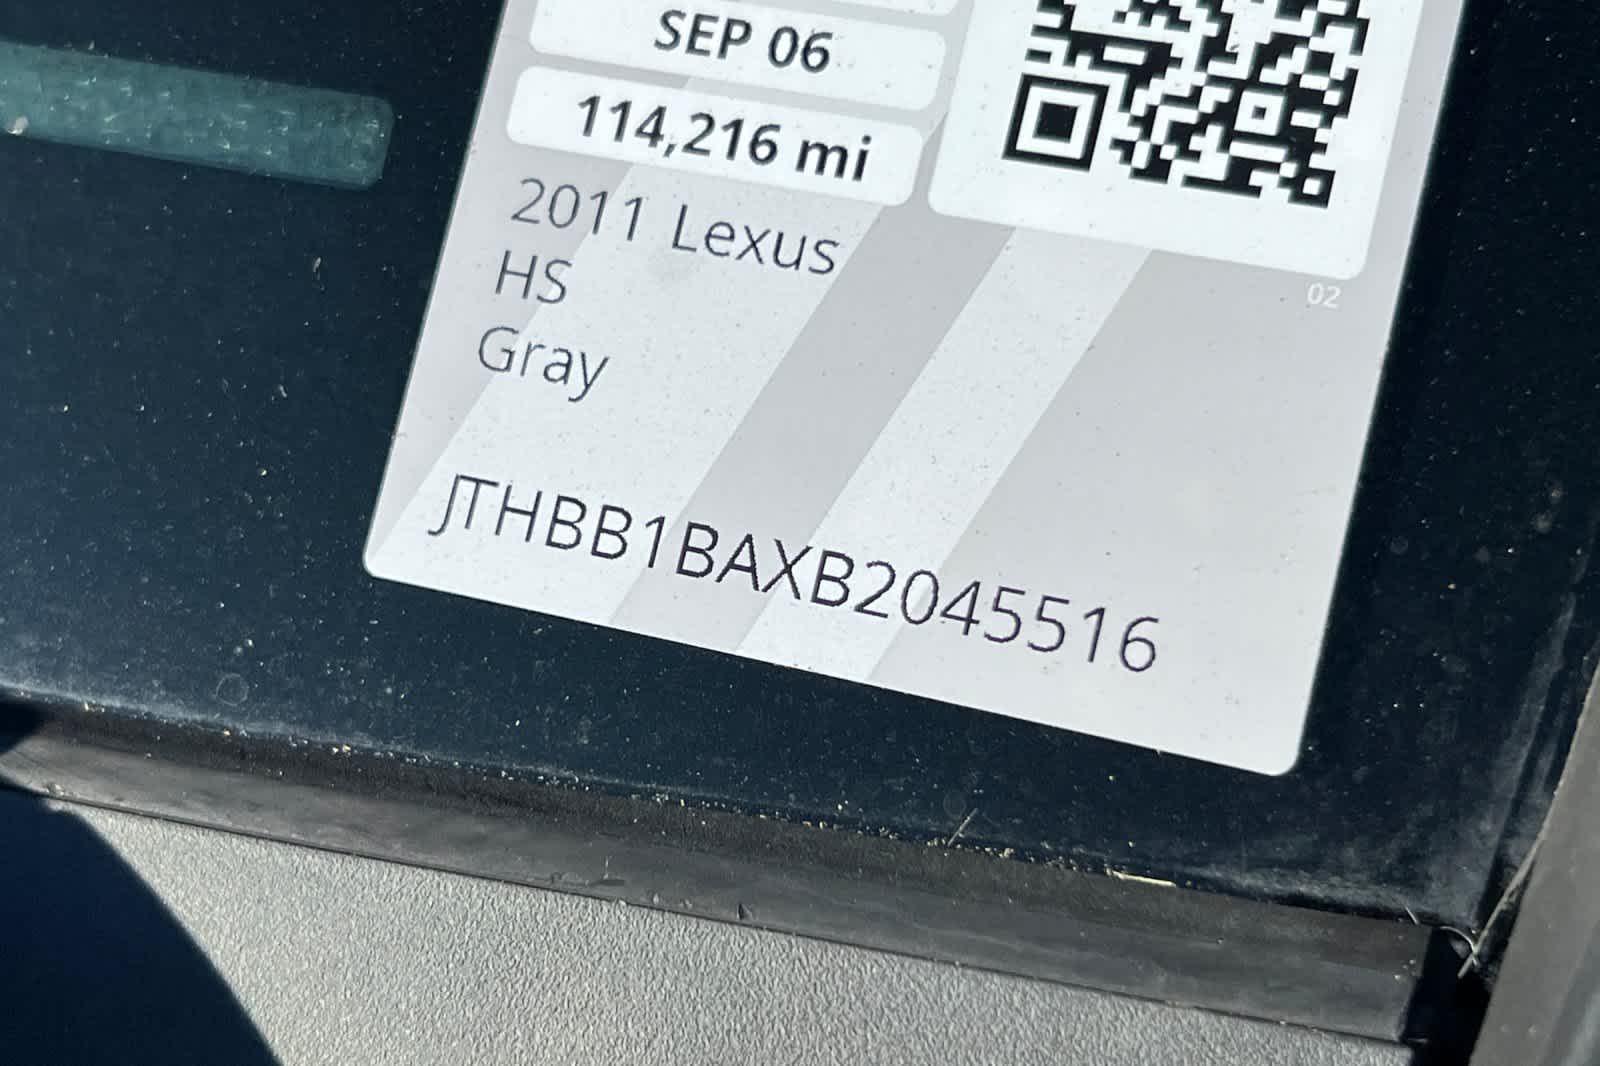 SEP 06
114,216 mi
2011 Lexus
HS
Gray
02
JTHBB1BAXB2045516